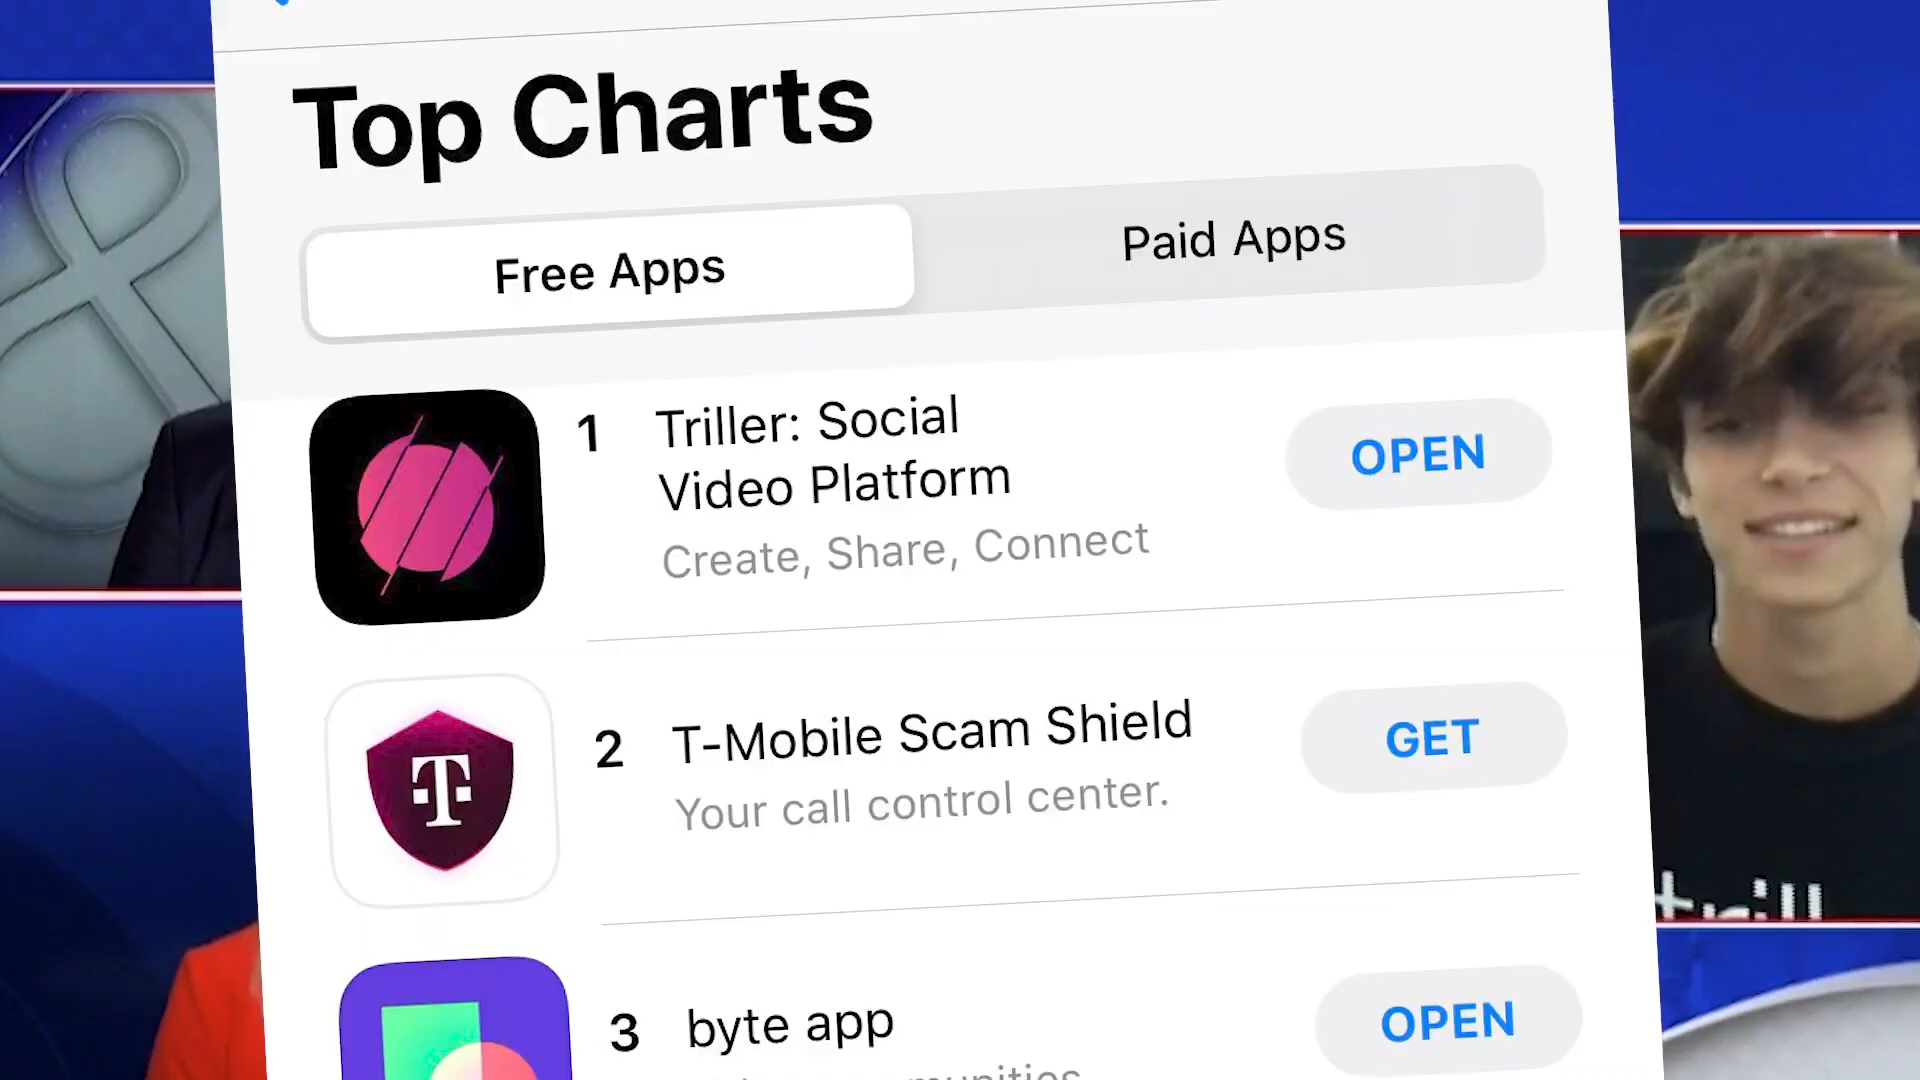 Top Charts
Free Apps
Paid Apps
1
Triller: Social
Video Platform
Create, Share, Connect
OPEN
2
T-Mobile Scam Shield
Your call control center.
GET
T
3
byte app
OPEN